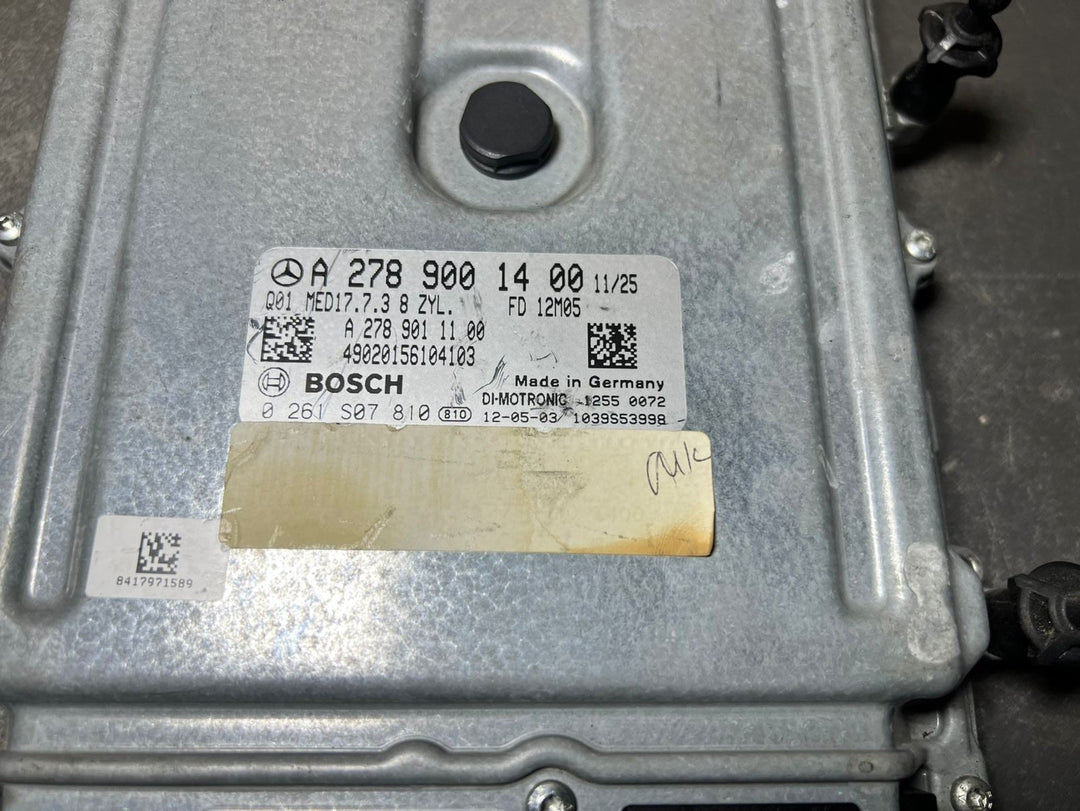 A 278 900 14 00 11/25
Q01 MED17.7.3 8 ZYL. FD 12M05
A 278 901 11 00
49020156104103
BOSCH Made in Germany
DI-MOTRONIC 1255 0072
0 261 S07 810 810 12-05-03 1039S53998
8417971589